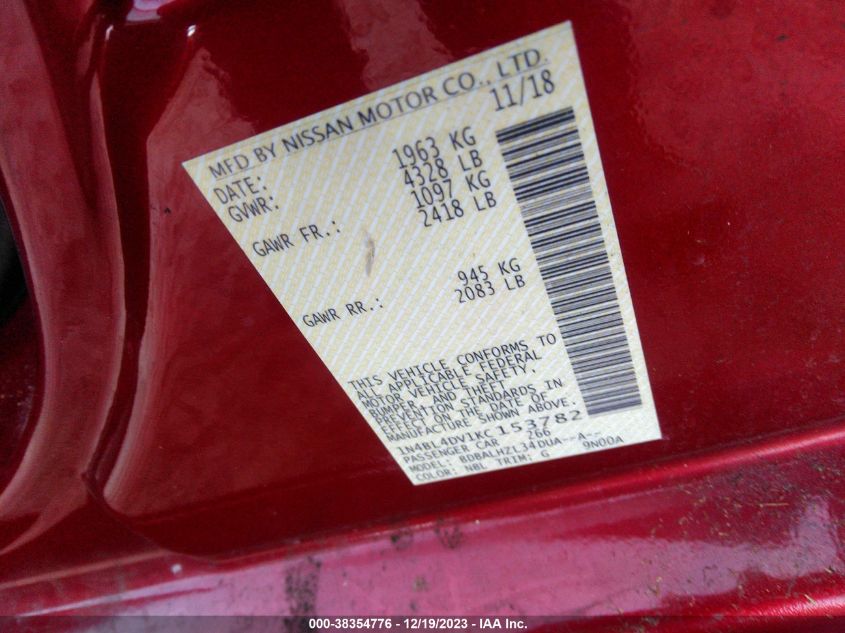 MFD BY NISSAN MOTOR CO., LTD.
DATE: 11/18
GVWR: 1963 KG
4328 LB
GAWR FR.: 1097 KG
2418 LB
GAWR RR.: 945 KG
2083 LB
THIS VEHICLE CONFORMS TO
ALL APPLICABLE FEDERAL
MOTOR VEHICLE SAFETY,
BUMPER, AND THEFT
PREVENTION STANDARDS IN
EFFECT ON THE DATE OF
MANUFACTURE SHOWN ABOVE.
1N4BL4DV1KC153782
PASSENGER CAR 266
MODEL: BDBALHZL34DUA--A--
COLOR: NBL TRIM: G 9N00A
000-38354776 - 12/19/2023 - IAA Inc.